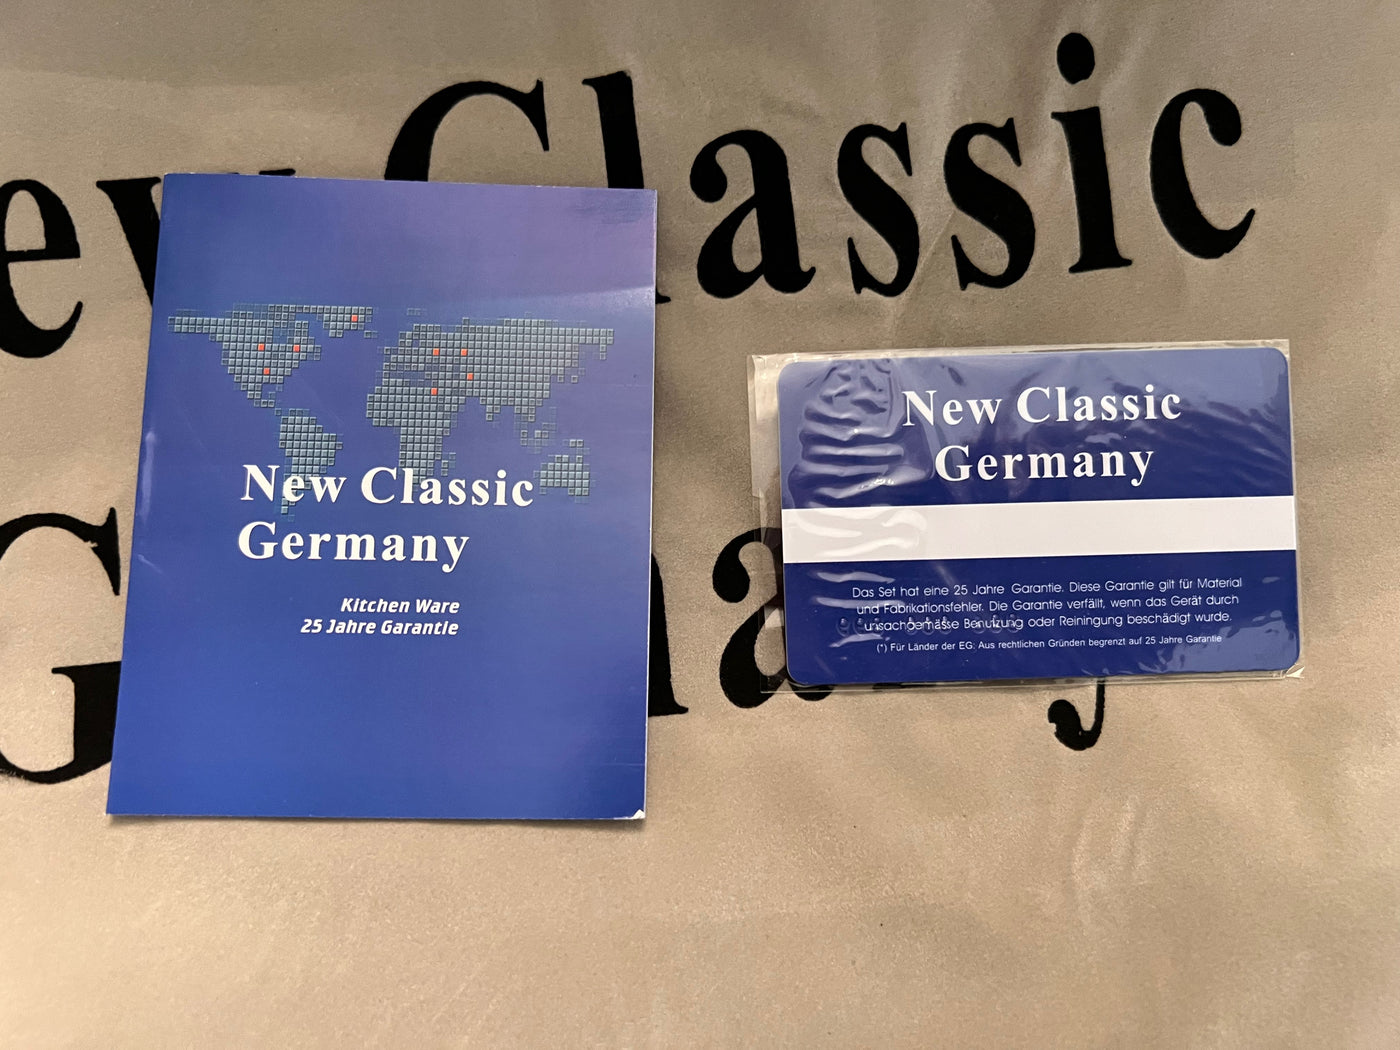 ew Classic
G
a
y
New Classic
Germany
Kitchen Ware
25 Jahre Garantie
New Classic
Germany
Das Set hat eine 25 Jahre Garantie. Diese Garantie gilt für Material
und Fabrikationsfehler. Die Garantie verfällt, wenn das Gerät durch
unsachgemässe Benutzung oder Reiningung beschädigt wurde.
(*) Für Länder der EG: Aus rechtlichen Gründen begrenzt auf 25 Jahre Garantie